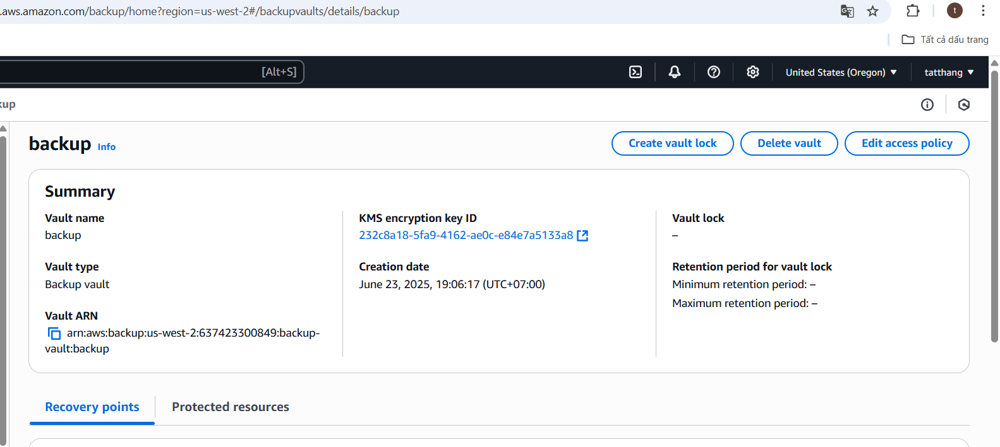 .aws.amazon.com/backup/home?region=us-west-2#/backupvaults/details/backup
t
Tất cả dấu trang
[Alt+S]
United States (Oregon)
tatthang
kup
backup
Info
Create vault lock
Delete vault
Edit access policy
Summary
Vault name
backup
Vault type
Backup vault
Vault ARN
arn:aws:backup:us-west-2:637423300849:backup-
vault:backup
KMS encryption key ID
232c8a18-5fa9-4162-ae0c-e84e7a5133a8
Creation date
June 23, 2025, 19:06:17 (UTC+07:00)
Vault lock
–
Retention period for vault lock
Minimum retention period: –
Maximum retention period: –
Recovery points
Protected resources